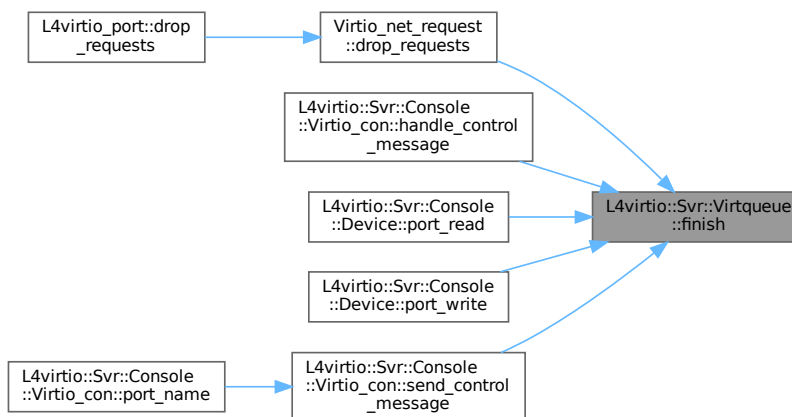 L4virtio_port::drop
_requests
Virtio_net_request
::drop_requests
L4virtio::Svr::Console
::Virtio_con::handle_control
_message
L4virtio::Svr::Console
::Device::port_read
L4virtio::Svr::Virtqueue
::finish
L4virtio::Svr::Console
::Device::port_write
L4virtio::Svr::Console
::Virtio_con::port_name
L4virtio::Svr::Console
::Virtio_con::send_control
_message